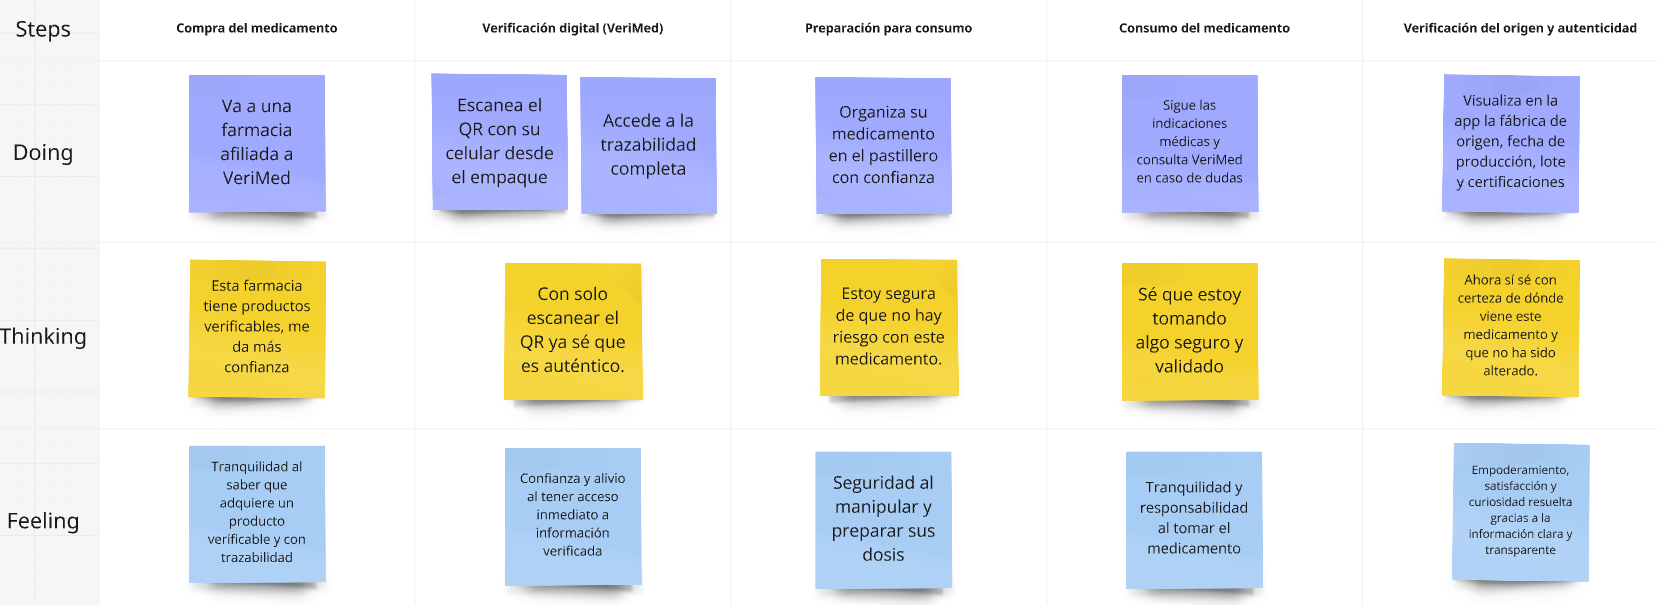 Steps
Compra del medicamento
Verificación digital (VeriMed)
Preparación para consumo
Consumo del medicamento
Verificación del origen y autenticidad
Doing
Va a una
farmacia
afiliada a
VeriMed
Escanea el
QR con su
celular desde
el empaque
Accede a la
trazabilidad
completa
Organiza su
medicamento
en el pastillero
con confianza
Sigue las
indicaciones
médicas y
consulta VeriMed
en caso de dudas
Visualiza en la
app la fábrica de
origen, fecha de
producción, lote
y certificaciones
Thinking
Esta farmacia
tiene productos
verificables, me
da más
confianza
Con solo
escanear el
QR ya sé que
es auténtico.
Estoy segura
de que no hay
riesgo con este
medicamento.
Sé que estoy
tomando
algo seguro y
validado
Ahora sí sé con
certeza de dónde
viene este
medicamento y
que no ha sido
alterado.
Feeling
Tranquilidad al
saber que
adquiere un
producto
verificable y con
trazabilidad
Confianza y alivio
al tener acceso
inmediato a
información
verificada
Seguridad al
manipular y
preparar sus
dosis
Tranquilidad y
responsabilidad
al tomar el
medicamento
Empoderamiento,
satisfacción y
curiosidad resuelta
gracias a la
información clara y
transparente